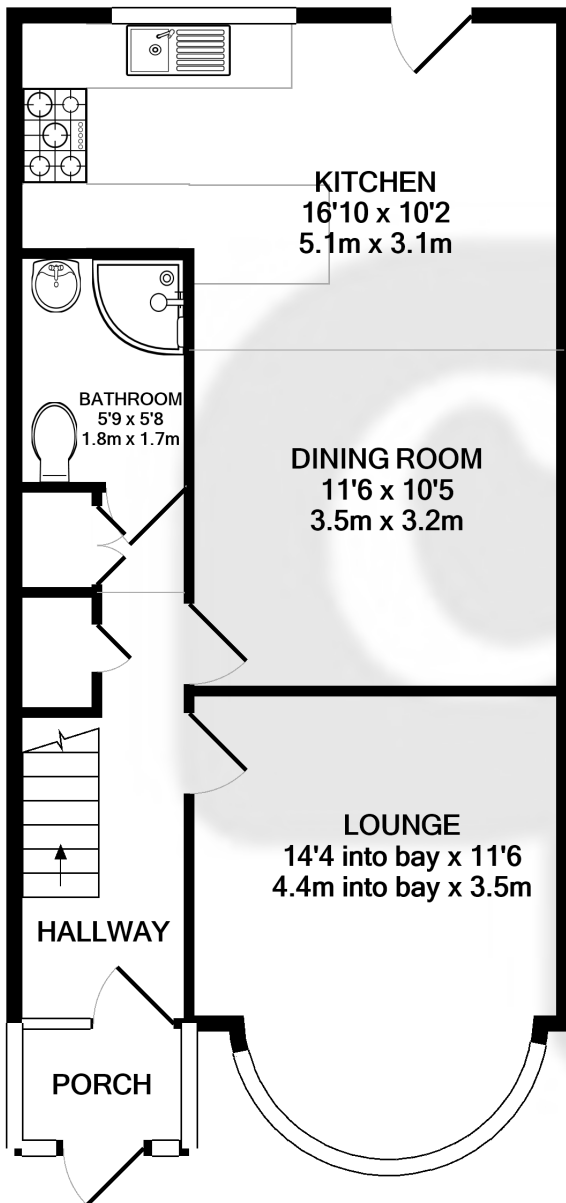 KITCHEN
16'10 x 10'2
5.1m x 3.1m
BATHROOM
5'9 x 5'8
1.8m x 1.7m
DINING ROOM
11'6 x 10'5
3.5m x 3.2m
LOUNGE
14'4 into bay x 11'6
4.4m into bay x 3.5m
HALLWAY
PORCH